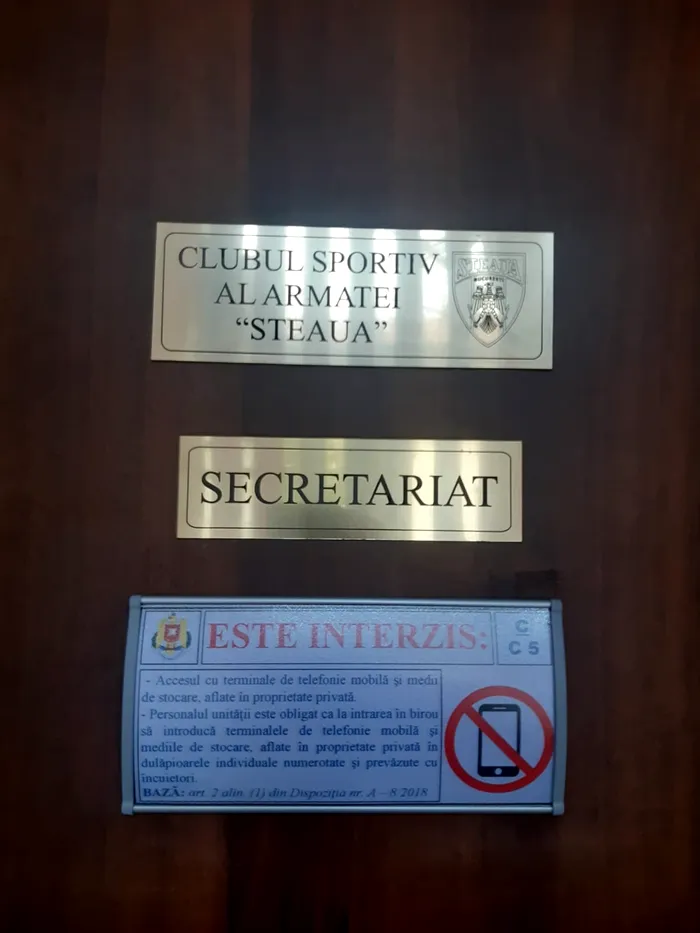 CLUBUL SPORTIV
AL ARMATEI
“STEAUA”
STEAUA
BUCUREȘTI
SECRETARIAT
ESTE INTERZIS:
C
C 5
- Accesul cu terminale de telefonie mobilă și medii
de stocare, aflate în proprietate privată.
- Personalul unității este obligat ca la intrarea în birou
să introducă terminalele de telefonie mobilă și
mediile de stocare, aflate în proprietate privată în
dulăpioarele individuale numerotate și prevăzute cu
încuietori.
BAZĂ: art. 2 alin. (1) din Dispoziția nr. A – 8/2018